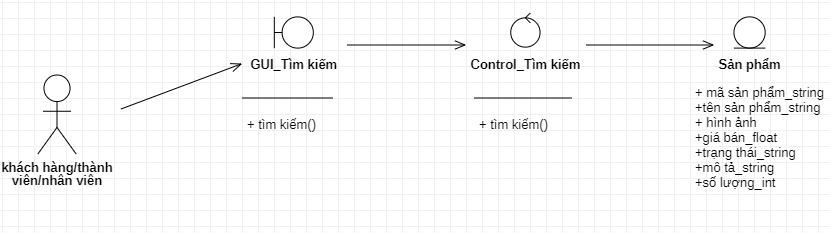 GUI_Tìm kiếm
+ tìm kiếm()
Control_Tìm kiếm
+ tìm kiếm()
Sản phẩm
+ mã sản phẩm_string
+tên sản phẩm_string
+ hình ảnh
+giá bán_float
+trạng thái_string
+mô tả_string
+số lượng_int
khách hàng/thành
viên/nhân viên